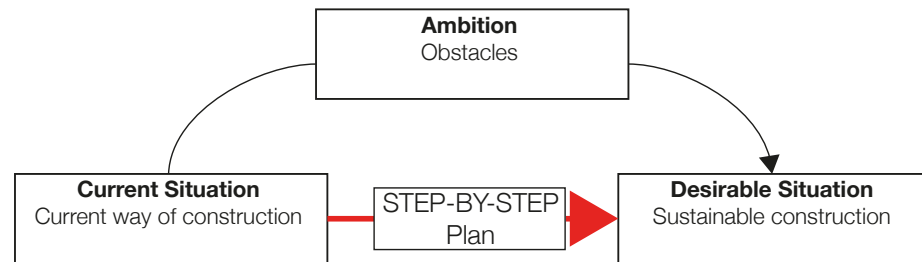 Ambition
Obstacles
Current Situation
Current way of construction
STEP-BY-STEP
Plan
Desirable Situation
Sustainable construction